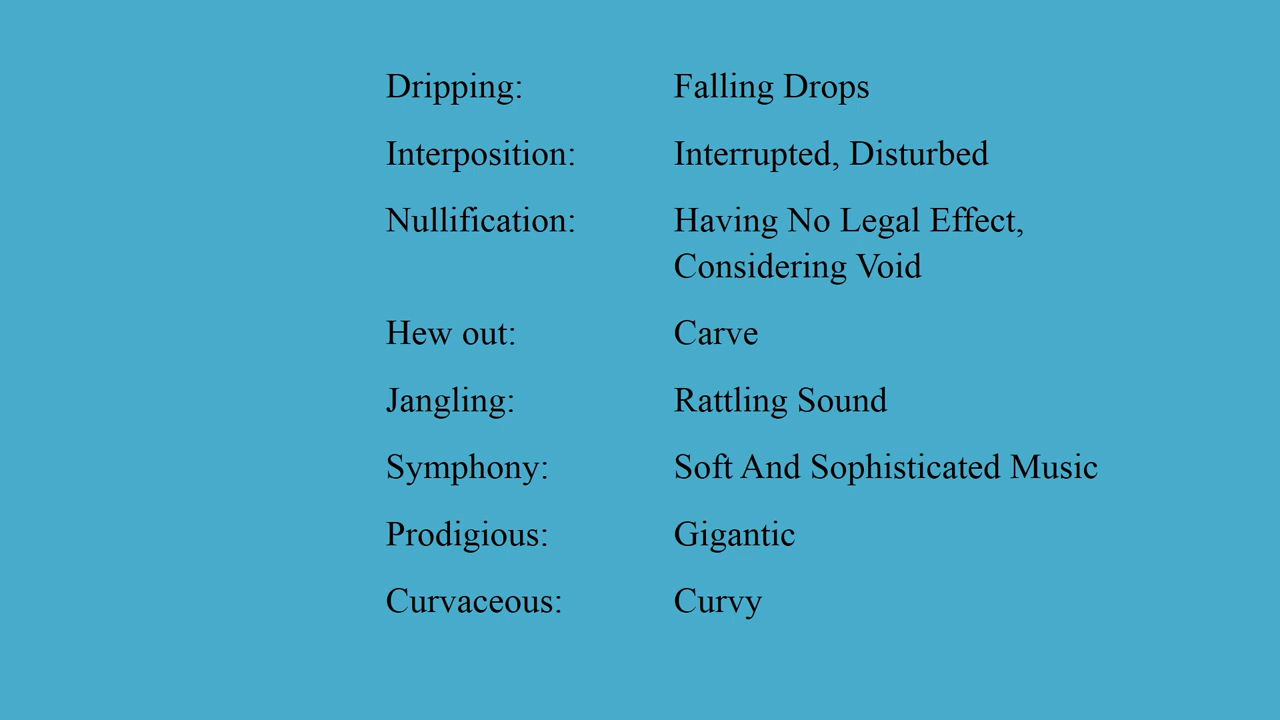 Dripping: Falling Drops
Interposition: Interrupted, Disturbed
Nullification: Having No Legal Effect,
Considering Void
Hew out: Carve
Jangling: Rattling Sound
Symphony: Soft And Sophisticated Music
Prodigious: Gigantic
Curvaceous: Curvy